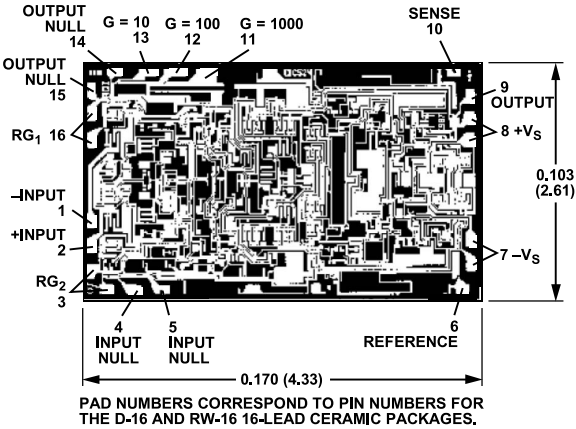 OUTPUT
NULL
14
G = 10
13
G = 100
12
G = 1000
11
SENSE
10
OUTPUT
NULL
15
RG1 16
–INPUT
1
+INPUT
2
RG2
3
4
INPUT
NULL
5
INPUT
NULL
9
OUTPUT
8 +VS
0.103
(2.61)
7 –VS
6
REFERENCE
0.170 (4.33)
PAD NUMBERS CORRESPOND TO PIN NUMBERS FOR
THE D-16 AND RW-16 16-LEAD CERAMIC PACKAGES.